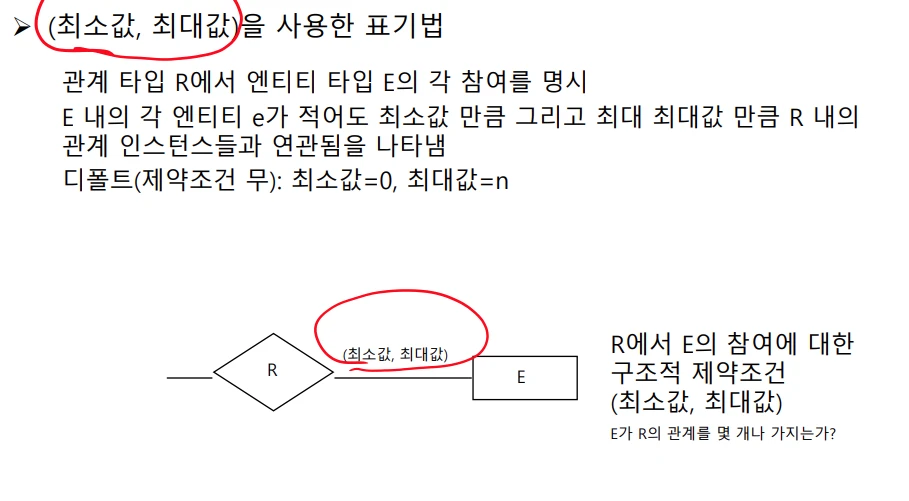 ➢ (최소값, 최대값)을 사용한 표기법
관계 타입 R에서 엔티티 타입 E의 각 참여를 명시
E 내의 각 엔티티 e가 적어도 최소값 만큼 그리고 최대 최대값 만큼 R 내의
관계 인스턴스들과 연관됨을 나타냄
디폴트(제약조건 무): 최소값=0, 최대값=n
R
(최소값, 최대값)
E
R에서 E의 참여에 대한
구조적 제약조건
(최소값, 최대값)
E가 R의 관계를 몇 개나 가지는가?